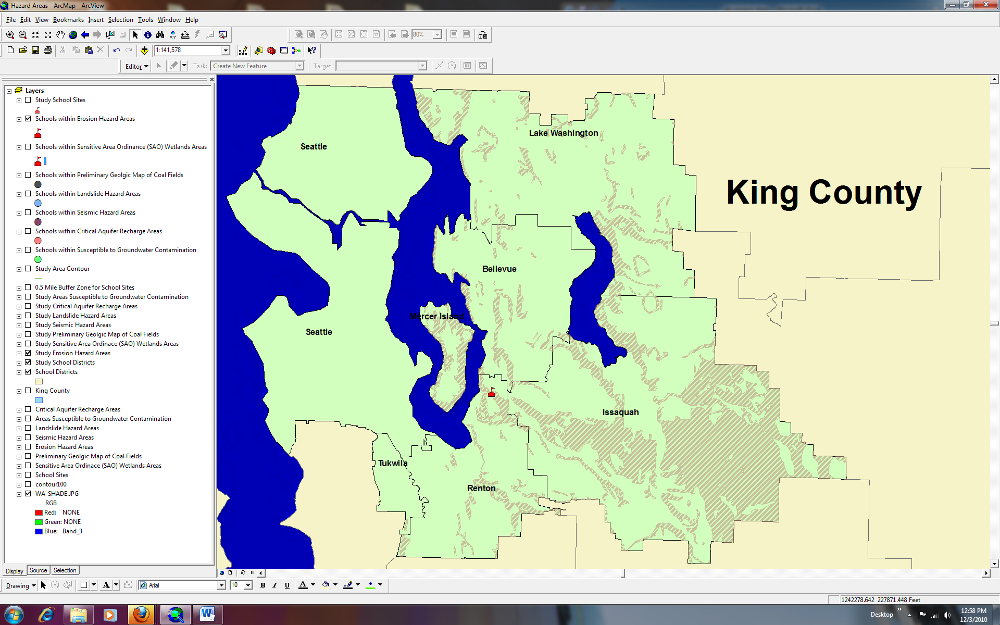 Hazard Areas - ArcMap - ArcView
File Edit View Bookmarks Insert Selection Tools Window Help
80%
1:141,578
Editor Task: Create New Feature Target:
Layers
Study School Sites
Schools within Erosion Hazard Areas
Schools within Sensitive Area Ordinance (SAO) Wetlands Areas
Schools within Preliminary Geolgic Map of Coal Fields
Schools within Landslide Hazard Areas
Schools within Seismic Hazard Areas
Schools within Critical Aquifer Recharge Areas
Schools within Susceptible to Groundwater Contamination
Study Area Contour
0.5 Mile Buffer Zone for School Sites
Study Areas Susceptible to Groundwater Contamination
Study Critical Aquifer Recharge Areas
Study Landslide Hazard Areas
Study Seismic Hazard Areas
Study Preliminary Geolgic Map of Coal Fields
Study Sensitive Area Ordinace (SAO) Wetlands Areas
Study Erosion Hazard Areas
Study School Districts
School Districts
King County
Critical Aquifer Recharge Areas
Areas Susceptible to Groundwater Contamination
Landslide Hazard Areas
Seismic Hazard Areas
Erosion Hazard Areas
Preliminary Geolgic Map of Coal Fields
Sensitive Area Ordinace (SAO) Wetlands Areas
School Sites
contour100
WA-SHADE.JPG
RGB
Red: NONE
Green: NONE
Blue: Band_3
Display Source Selection
Lake Washington
Seattle
King County
Bellevue
Mercer Island
Seattle
Issaquah
Tukwila
Renton
Drawing A Arial 10 B I U A
1242278.642 227871.448 Feet
Desktop
12:58 PM
12/3/2010